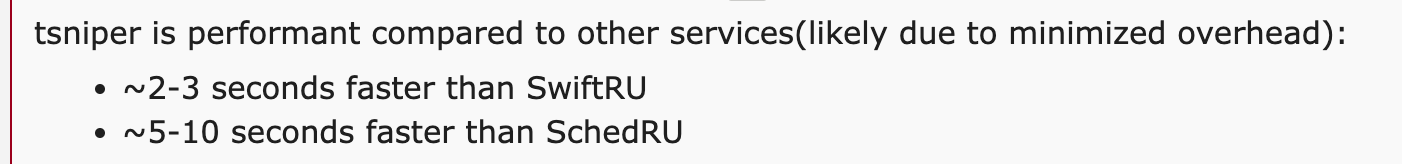 tsniper is performant compared to other services(likely due to minimized overhead):
• ~2-3 seconds faster than SwiftRU
• ~5-10 seconds faster than SchedRU